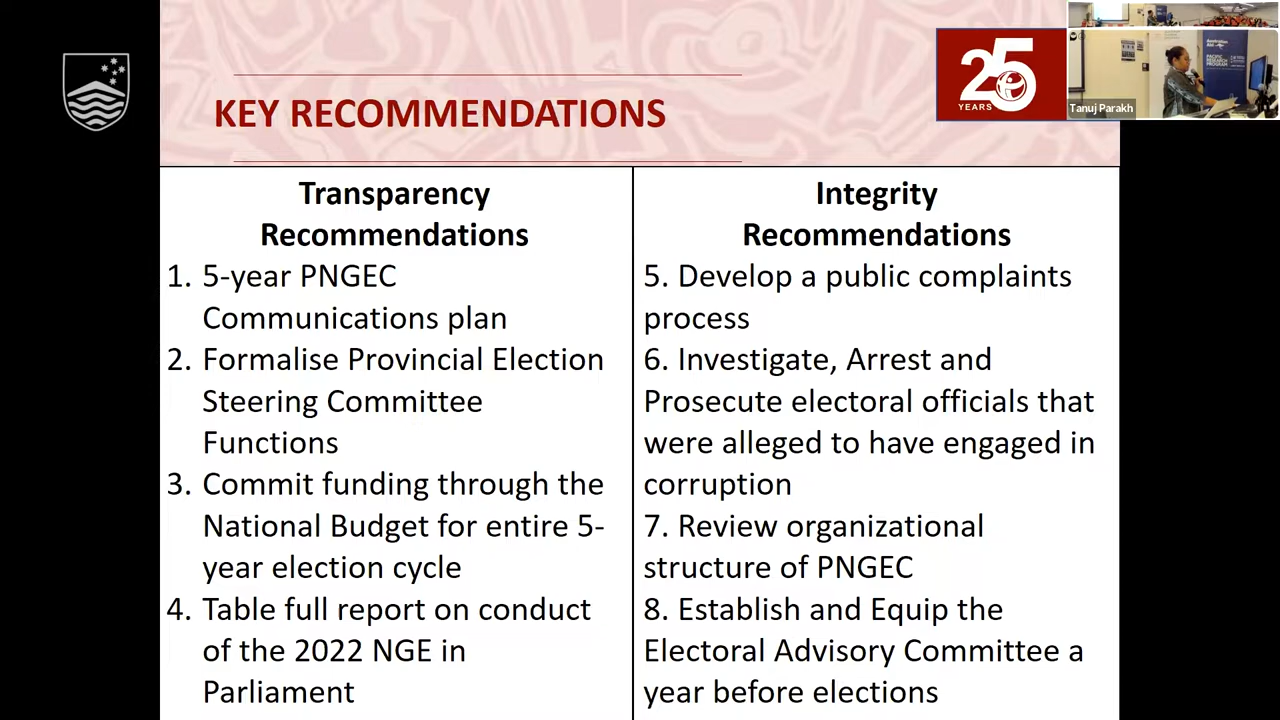 KEY RECOMMENDATIONS
25
YEARS
Tanuj Parakh
Transparency
Recommendations
1. 5-year PNGEC
Communications plan
2. Formalise Provincial Election
Steering Committee
Functions
3. Commit funding through the
National Budget for entire 5-
year election cycle
4. Table full report on conduct
of the 2022 NGE in
Parliament
Integrity
Recommendations
5. Develop a public complaints
process
6. Investigate, Arrest and
Prosecute electoral officials that
were alleged to have engaged in
corruption
7. Review organizational
structure of PNGEC
8. Establish and Equip the
Electoral Advisory Committee a
year before elections